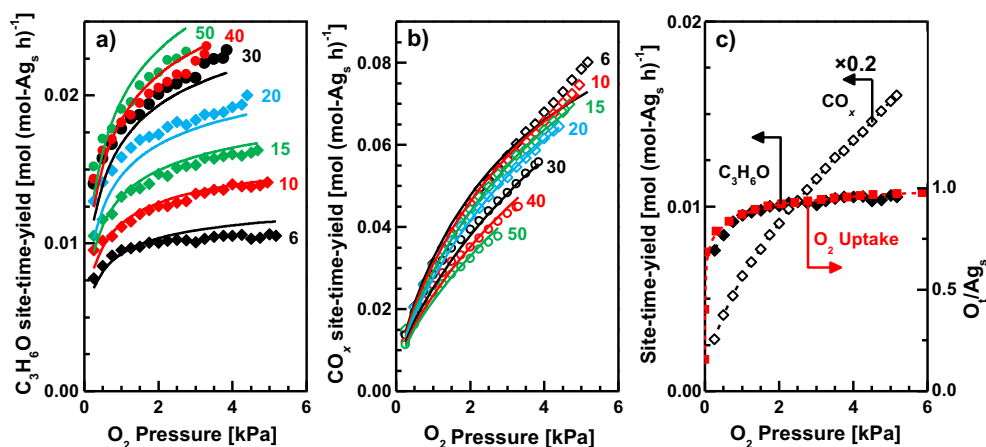 a)
C₃H₆O site-time-yield [mol (mol-Agₛ h)⁻¹]
0.02
0.01
0.00
50
40
30
20
15
10
6
0 2 4 6
O₂ Pressure [kPa]
b)
COₓ site-time-yield [mol (mol-Agₛ h)⁻¹]
0.08
0.06
0.04
0.02
0.00
6
10
15
20
30
40
50
0 2 4 6
O₂ Pressure [kPa]
c)
Site-time-yield [mol (mol-Agₛ h)⁻¹]
0.02
0.01
0.00
×0.2
COₓ
C₃H₆O
O₂ Uptake
1.0
0.5
0.0
Oₜ/Agₛ
0 2 4 6
O₂ Pressure [kPa]